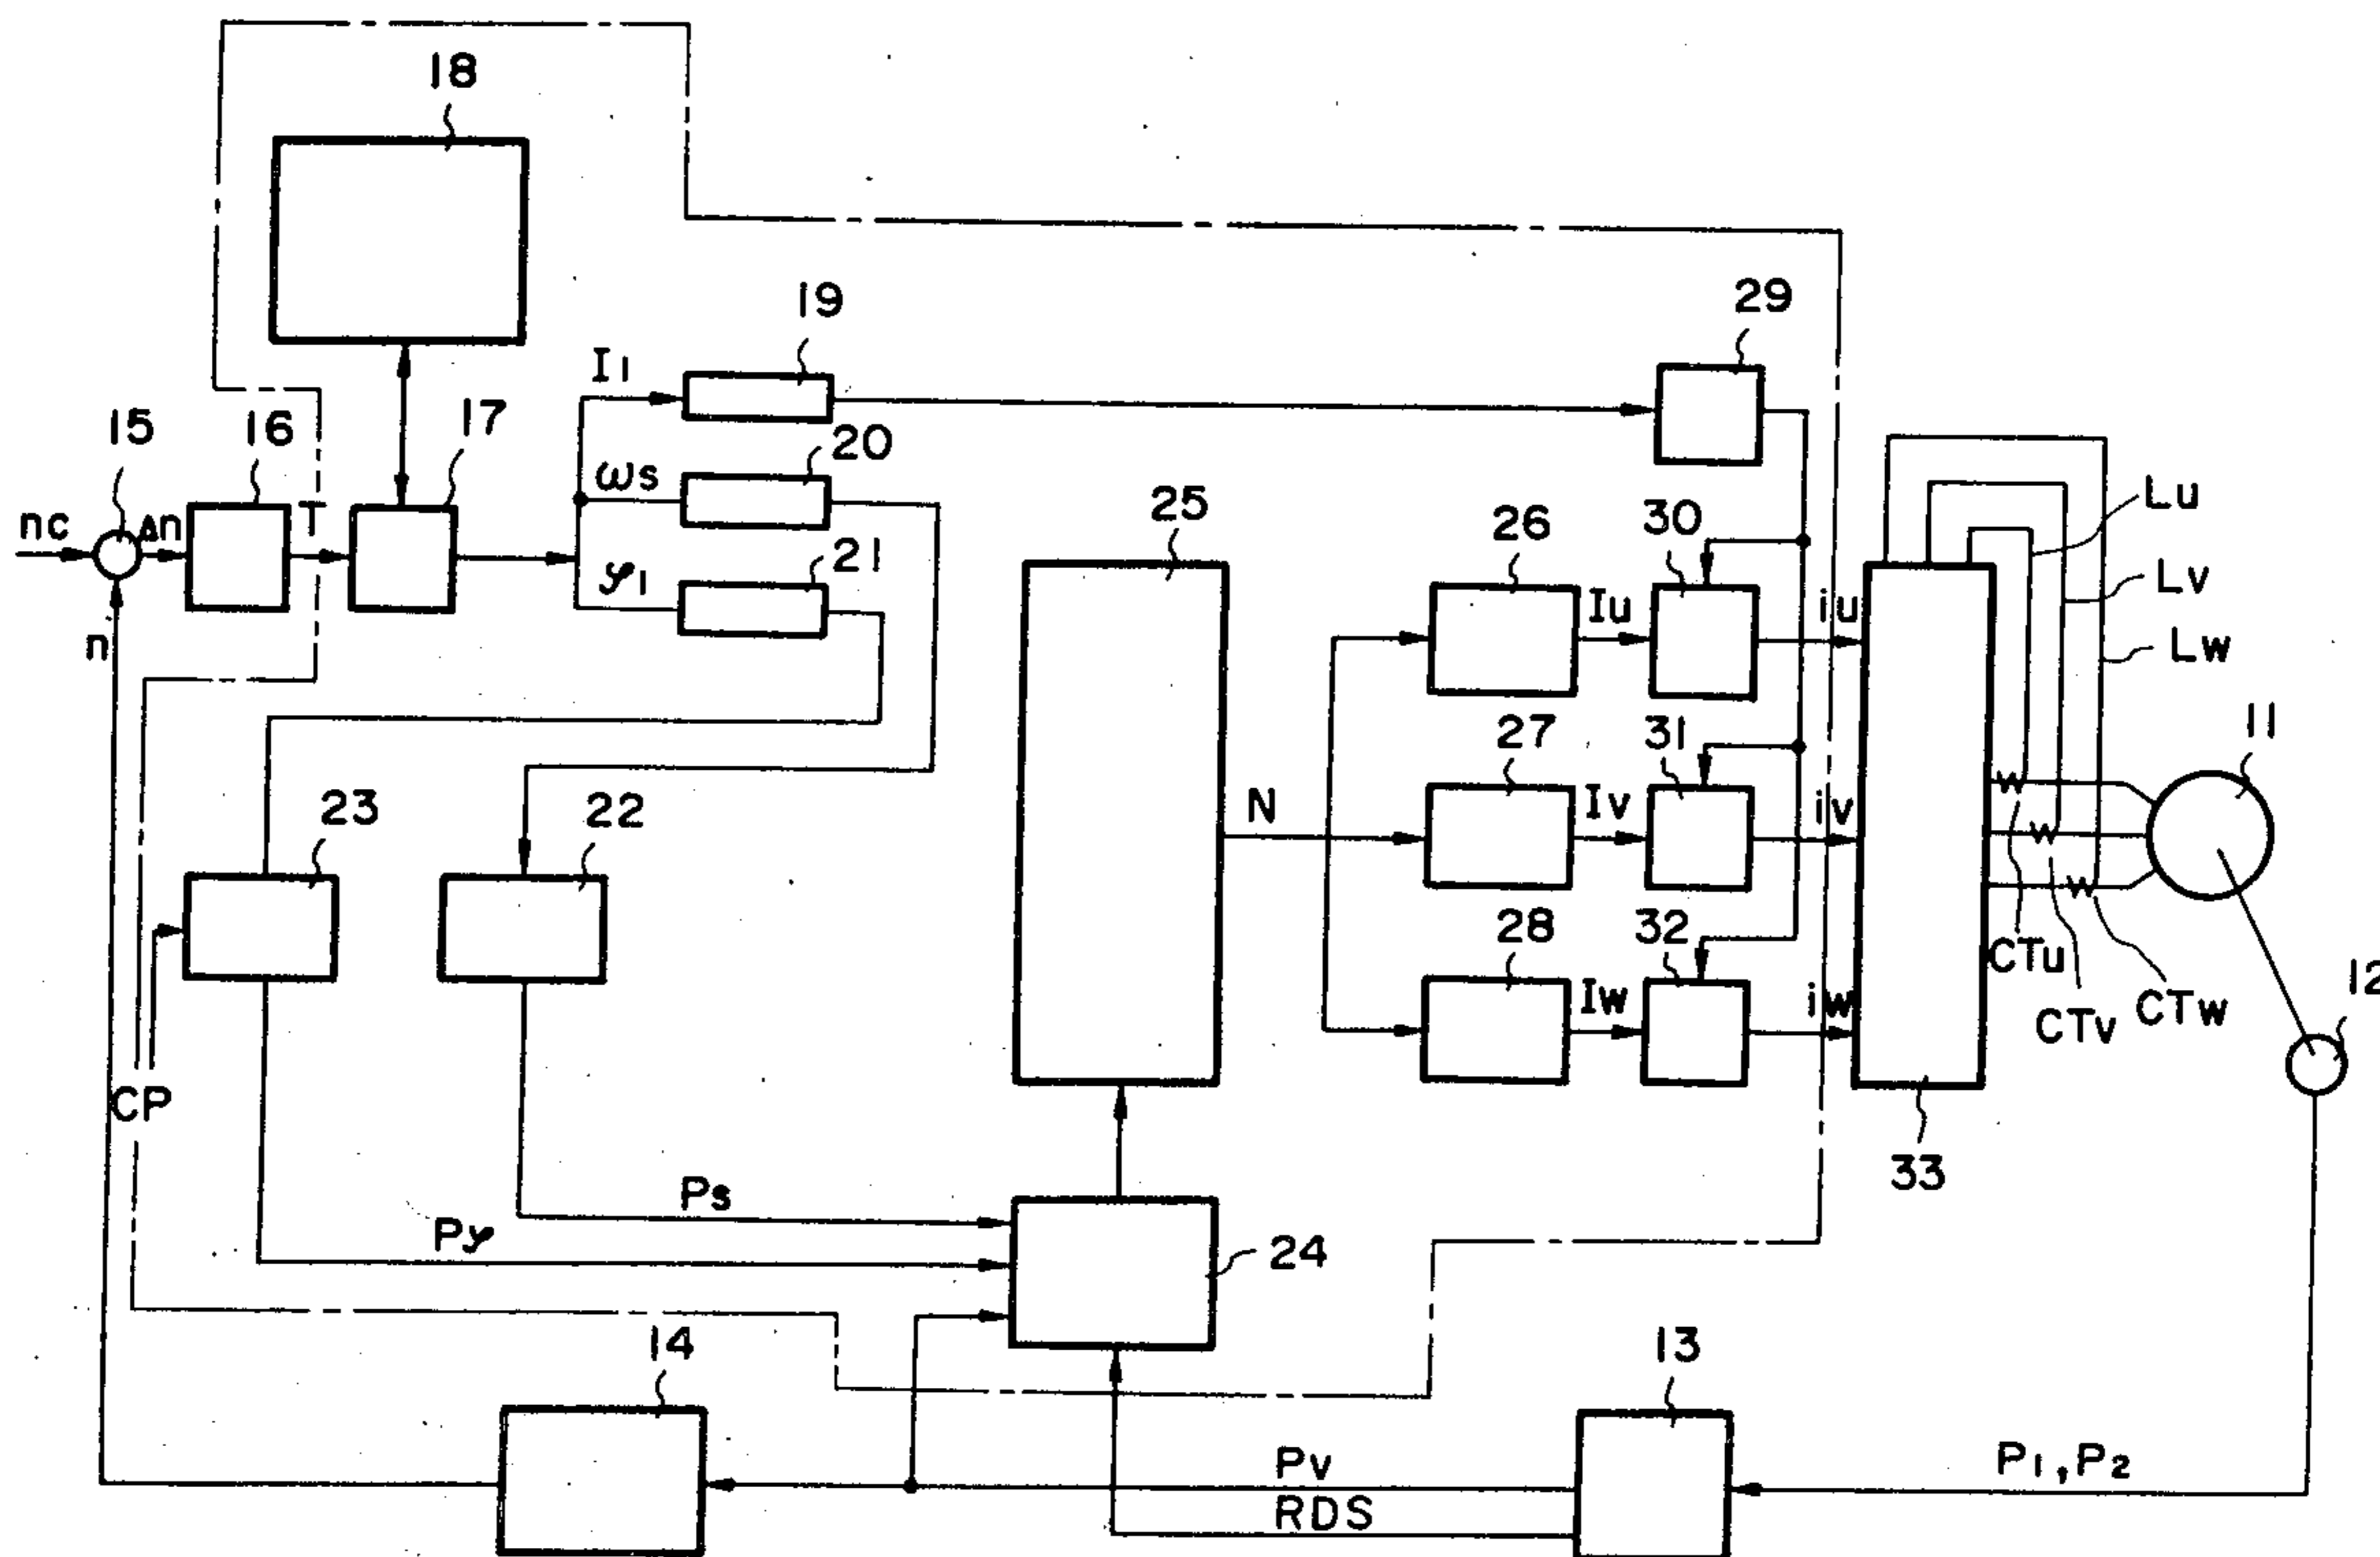 18
19
29
I1
15
16
17
20
ωs
nc
Δn
T
25
26
30
Lu
21
φ1
Lv
n
Iu
iu
Lw
27
31
11
23
22
N
Iv
iv
28
32
CTu
12
Iw
iw
CTw
CTv
CP
33
Ps
Pφ
24
14
13
Pv
P1, P2
RDS